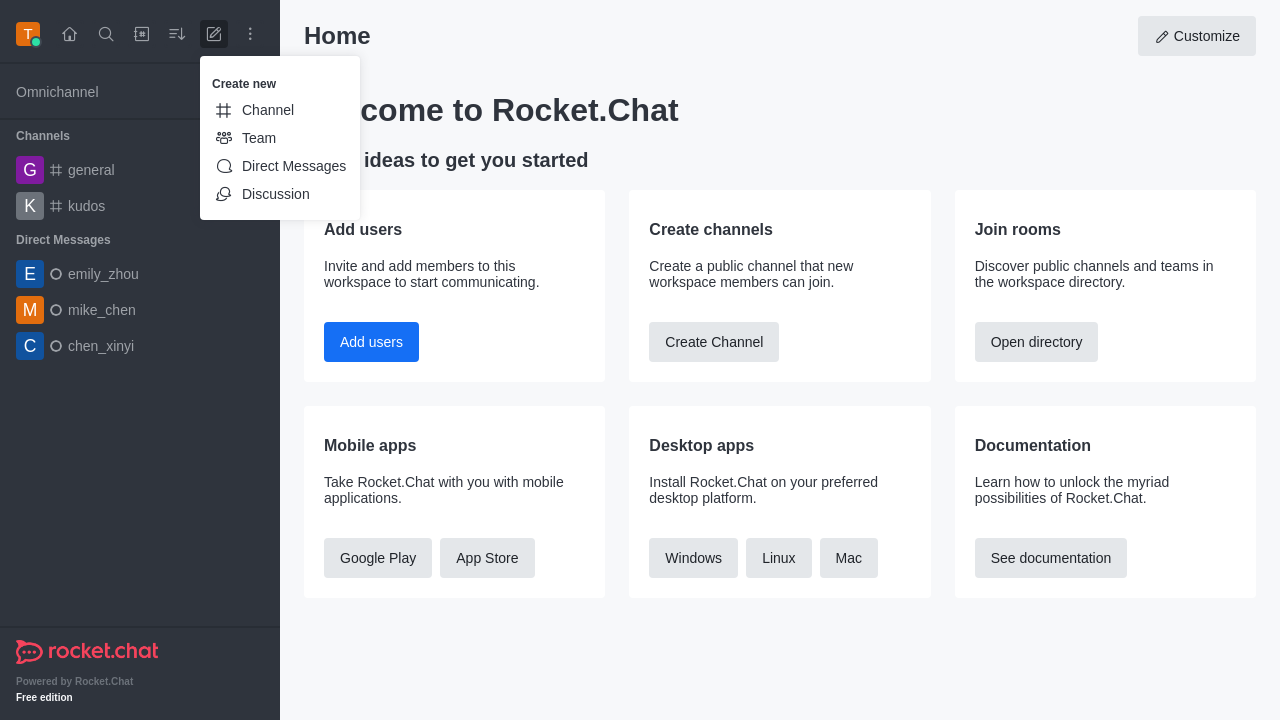 T
Home
Customize
Omnichannel
Create new
Channel
Team
Direct Messages
Discussion
Channels
G general
K kudos
Direct Messages
E emily_zhou
M mike_chen
C chen_xinyi
come to Rocket.Chat
ideas to get you started
Add users
Invite and add members to this
workspace to start communicating.
Add users
Create channels
Create a public channel that new
workspace members can join.
Create Channel
Join rooms
Discover public channels and teams in
the workspace directory.
Open directory
Mobile apps
Take Rocket.Chat with you with mobile
applications.
Google Play App Store
Desktop apps
Install Rocket.Chat on your preferred
desktop platform.
Windows Linux Mac
Documentation
Learn how to unlock the myriad
possibilities of Rocket.Chat.
See documentation
rocket.chat
Powered by Rocket.Chat
Free edition